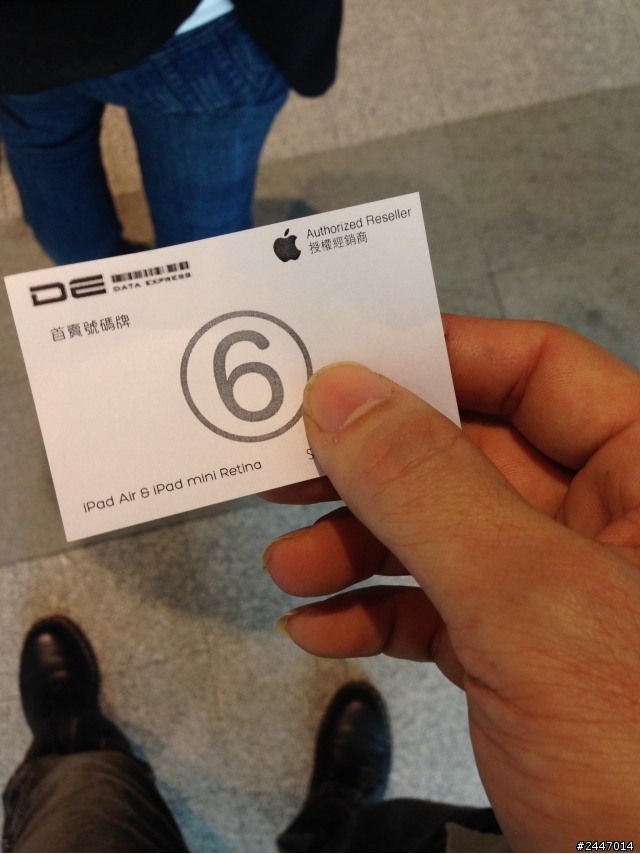 DE DATA EXPRESS
Authorized Reseller
授權經銷商
首賣號碼牌
6
iPad Air & iPad mini Retina
#2447014